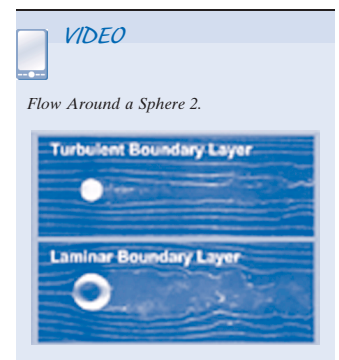 VIDEO
Flow Around a Sphere 2.
Turbulent Boundary Layer
Laminar Boundary Layer